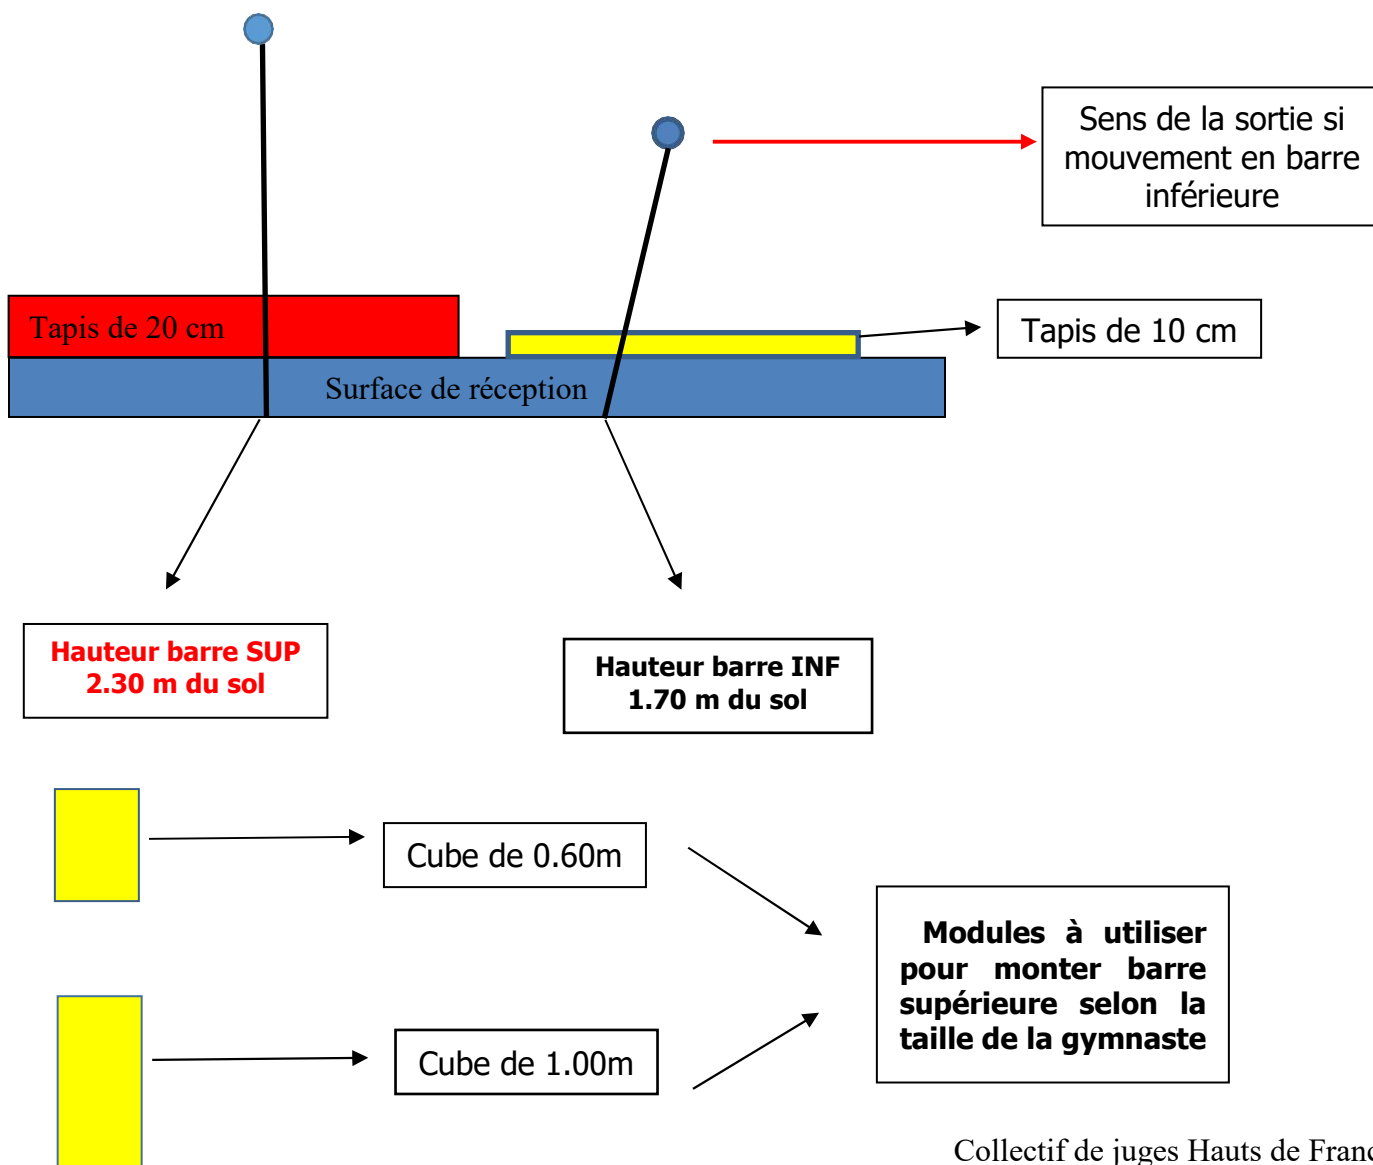 Sens de la sortie si
mouvement en barre
inférieure
Tapis de 20 cm
Tapis de 10 cm
Surface de réception
Hauteur barre SUP
2.30 m du sol
Hauteur barre INF
1.70 m du sol
Cube de 0.60m
Modules à utiliser
pour monter barre
supérieure selon la
taille de la gymnaste
Cube de 1.00m
Collectif de juges Hauts de Franc